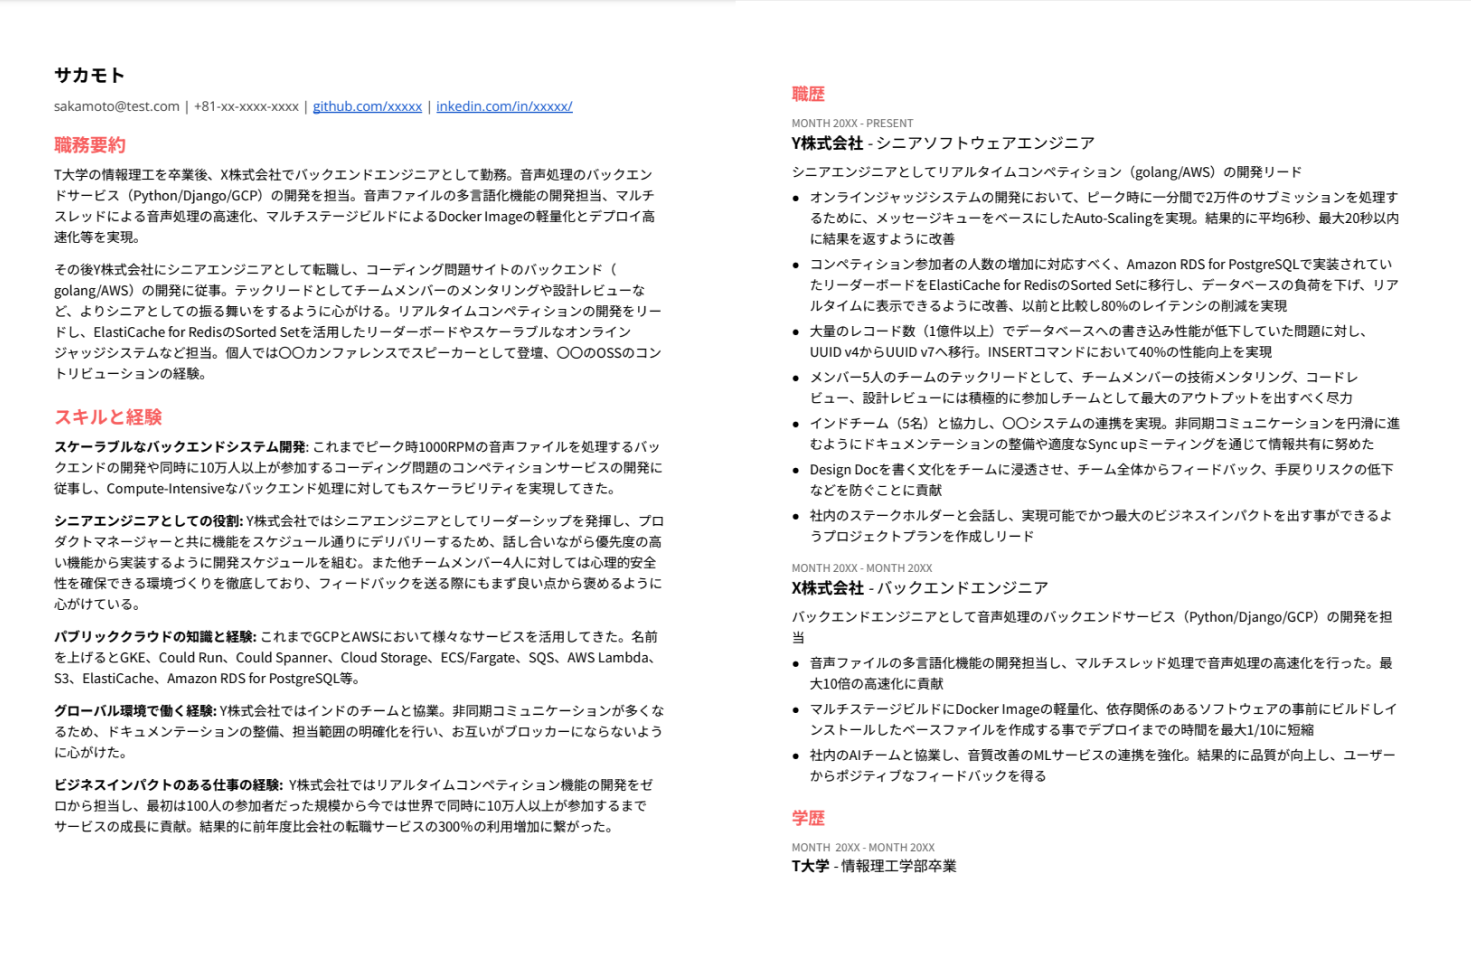 サカモト
sakamoto@test.com | +81-xx-xxxx-xxxx | github.com/xxxxx | inkedin.com/in/xxxxx/
職務要約
T大学の情報理工を卒業後、X株式会社でバックエンドエンジニアとして勤務。音声処理のバックエン
ドサービス（Python/Django/GCP）の開発を担当。音声ファイルの多言語化機能の開発担当、マルチ
スレッドによる音声処理の高速化、マルチステージビルドによるDocker Imageの軽量化とデプロイ高
速化等を実現。
その後Y株式会社にシニアエンジニアとして転職し、コーディング問題サイトのバックエンド（
golang/AWS）の開発に従事。テックリードとしてチームメンバーのメンタリングや設計レビューな
ど、よりシニアとしての振る舞いをするように心がける。リアルタイムコンペティションの開発をリー
ドし、ElastiCache for RedisのSorted Setを活用したリーダーボードやスケーラブルなオンライン
ジャッジシステムなど担当。個人では〇〇カンファレンスでスピーカーとして登壇、〇〇のOSSのコン
トリビューションの経験。
スキルと経験
スケーラブルなバックエンドシステム開発: これまでピーク時1000RPMの音声ファイルを処理するバッ
クエンドの開発や同時に10万人以上が参加するコーディング問題のコンペティションサービスの開発に
従事し、Compute-Intensiveなバックエンド処理に対してもスケーラビリティを実現してきた。
シニアエンジニアとしての役割: Y株式会社ではシニアエンジニアとしてリーダーシップを発揮し、プロ
ダクトマネージャーと共に機能をスケジュール通りにデリバリーするため、話し合いながら優先度の高
い機能から実装するように開発スケジュールを組む。また他チームメンバー4人に対しては心理的安全
性を確保できる環境づくりを徹底しており、フィードバックを送る際にもまず良い点から褒めるように
心がけている。
パブリッククラウドの知識と経験: これまでGCPとAWSにおいて様々なサービスを活用してきた。名前
を上げるとGKE、Could Run、Could Spanner、Cloud Storage、ECS/Fargate、SQS、AWS Lambda、
S3、ElastiCache、Amazon RDS for PostgreSQL等。
グローバル環境で働く経験: Y株式会社ではインドのチームと協業。非同期コミュニケーションが多くな
るため、ドキュメンテーションの整備、担当範囲の明確化を行い、お互いがブロッカーにならないよう
に心がけた。
ビジネスインパクトのある仕事の経験: Y株式会社ではリアルタイムコンペティション機能の開発をゼ
ロから担当し、最初は100人の参加者だった規模から今では世界で同時に10万人以上が参加するまで
サービスの成長に貢献。結果的に前年度比会社の転職サービスの300％の利用増加に繋がった。
職歴
MONTH 20XX - PRESENT
Y株式会社 - シニアソフトウェアエンジニア
シニアエンジニアとしてリアルタイムコンペティション（golang/AWS）の開発リード
● オンラインジャッジシステムの開発において、ピーク時に一分間で2万件のサブミッションを処理す
るために、メッセージキューをベースにしたAuto-Scalingを実現。結果的に平均6秒、最大20秒以内
に結果を返すように改善
● コンペティション参加者の人数の増加に対応すべく、Amazon RDS for PostgreSQLで実装されてい
たリーダーボードをElastiCache for RedisのSorted Setに移行し、データベースの負荷を下げ、リア
ルタイムに表示できるように改善、以前と比較し80%のレイテンシの削減を実現
● 大量のレコード数（1億件以上）でデータベースへの書き込み性能が低下していた問題に対し、
UUID v4からUUID v7へ移行。INSERTコマンドにおいて40%の性能向上を実現
● メンバー5人のチームのテックリードとして、チームメンバーの技術メンタリング、コードレ
ビュー、設計レビューには積極的に参加しチームとして最大のアウトプットを出すべく尽力
● インドチーム（5名）と協力し、〇〇システムの連携を実現。非同期コミュニケーションを円滑に進
むようにドキュメンテーションの整備や適度なSync upミーティングを通じて情報共有に努めた
● Design Docを書く文化をチームに浸透させ、チーム全体からフィードバック、手戻りリスクの低下
などを防ぐことに貢献
● 社内のステークホルダーと会話し、実現可能でかつ最大のビジネスインパクトを出す事ができるよ
うプロジェクトプランを作成しリード
MONTH 20XX - MONTH 20XX
X株式会社 - バックエンドエンジニア
バックエンドエンジニアとして音声処理のバックエンドサービス（Python/Django/GCP）の開発を担
当
● 音声ファイルの多言語化機能の開発担当し、マルチスレッド処理で音声処理の高速化を行った。最
大10倍の高速化に貢献
● マルチステージビルドにDocker Imageの軽量化、依存関係のあるソフトウェアの事前にビルドしイ
ンストールしたベースファイルを作成する事でデプロイまでの時間を最大1/10に短縮
● 社内のAIチームと協業し、音質改善のMLサービスの連携を強化。結果的に品質が向上し、ユーザー
からポジティブなフィードバックを得る
学歴
MONTH 20XX - MONTH 20XX
T大学 - 情報理工学部卒業